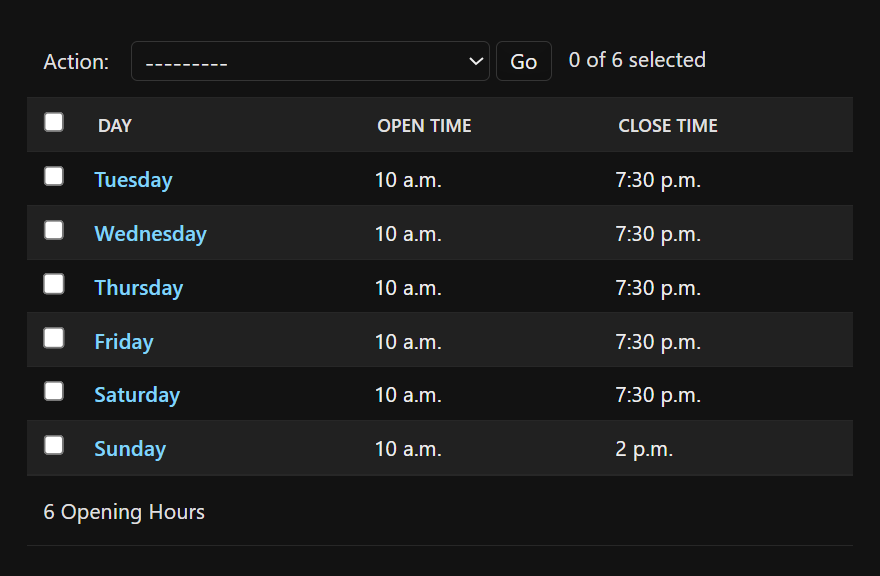 Action: --------- Go 0 of 6 selected
DAY OPEN TIME CLOSE TIME
Tuesday 10 a.m. 7:30 p.m.
Wednesday 10 a.m. 7:30 p.m.
Thursday 10 a.m. 7:30 p.m.
Friday 10 a.m. 7:30 p.m.
Saturday 10 a.m. 7:30 p.m.
Sunday 10 a.m. 2 p.m.
6 Opening Hours